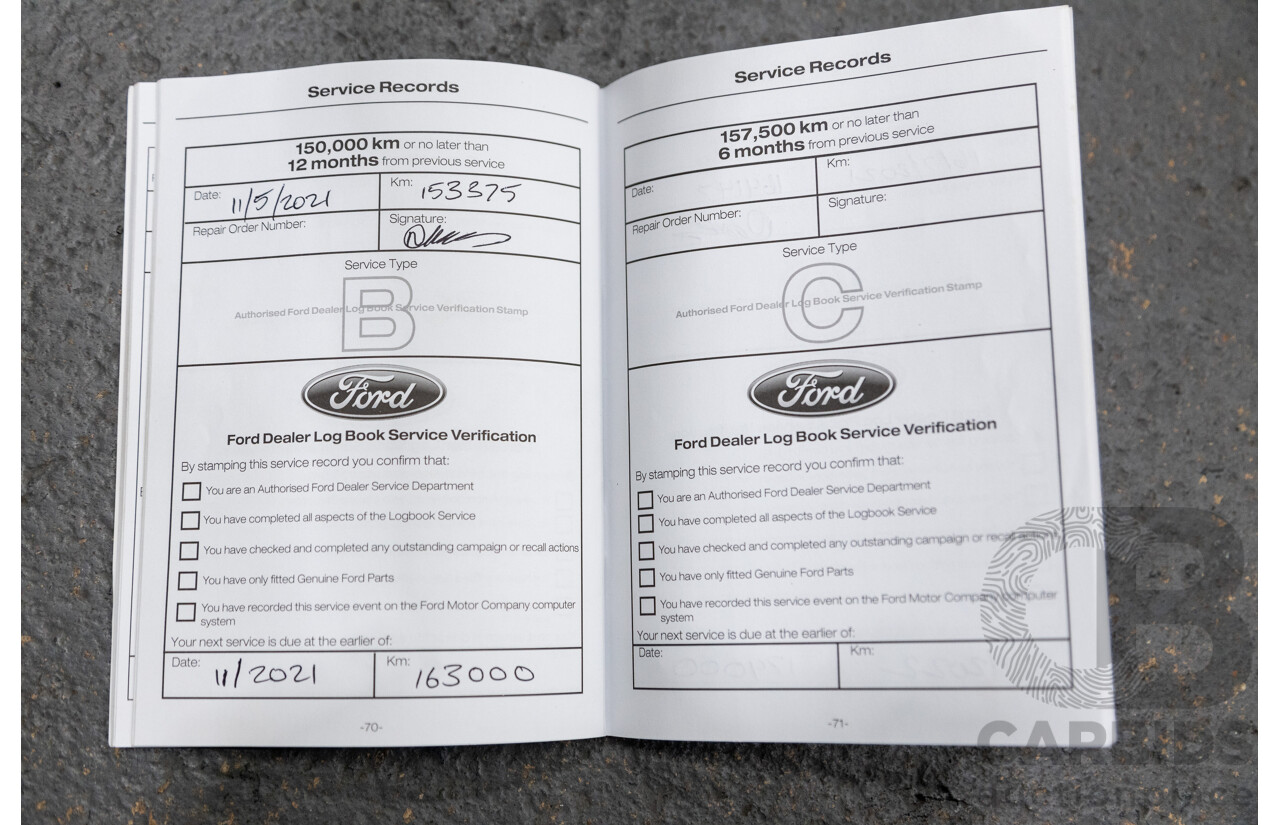 Service Records
150,000 km or no later than
12 months from previous service
Date: 11/5/2021
Km: 153375
Repair Order Number:
Signature:
Service Type
B
Authorised Ford Dealer Log Book Service Verification Stamp
Ford
Ford Dealer Log Book Service Verification
By stamping this service record you confirm that:
You are an Authorised Ford Dealer Service Department
You have completed all aspects of the Logbook Service
You have checked and completed any outstanding campaign or recall actions
You have only fitted Genuine Ford Parts
You have recorded this service event on the Ford Motor Company computer
system
Your next service is due at the earlier of:
Date: 11/2021
Km: 163000
-70-
Service Records
157,500 km or no later than
6 months from previous service
Date:
Km:
Repair Order Number:
Signature:
Service Type
C
Authorised Ford Dealer Log Book Service Verification Stamp
Ford
Ford Dealer Log Book Service Verification
By stamping this service record you confirm that:
You are an Authorised Ford Dealer Service Department
You have completed all aspects of the Logbook Service
You have checked and completed any outstanding campaign or recall action
You have only fitted Genuine Ford Parts
You have recorded this service event on the Ford Motor Company computer
system
Your next service is due at the earlier of:
Date:
Km:
-71-
CARBIDS